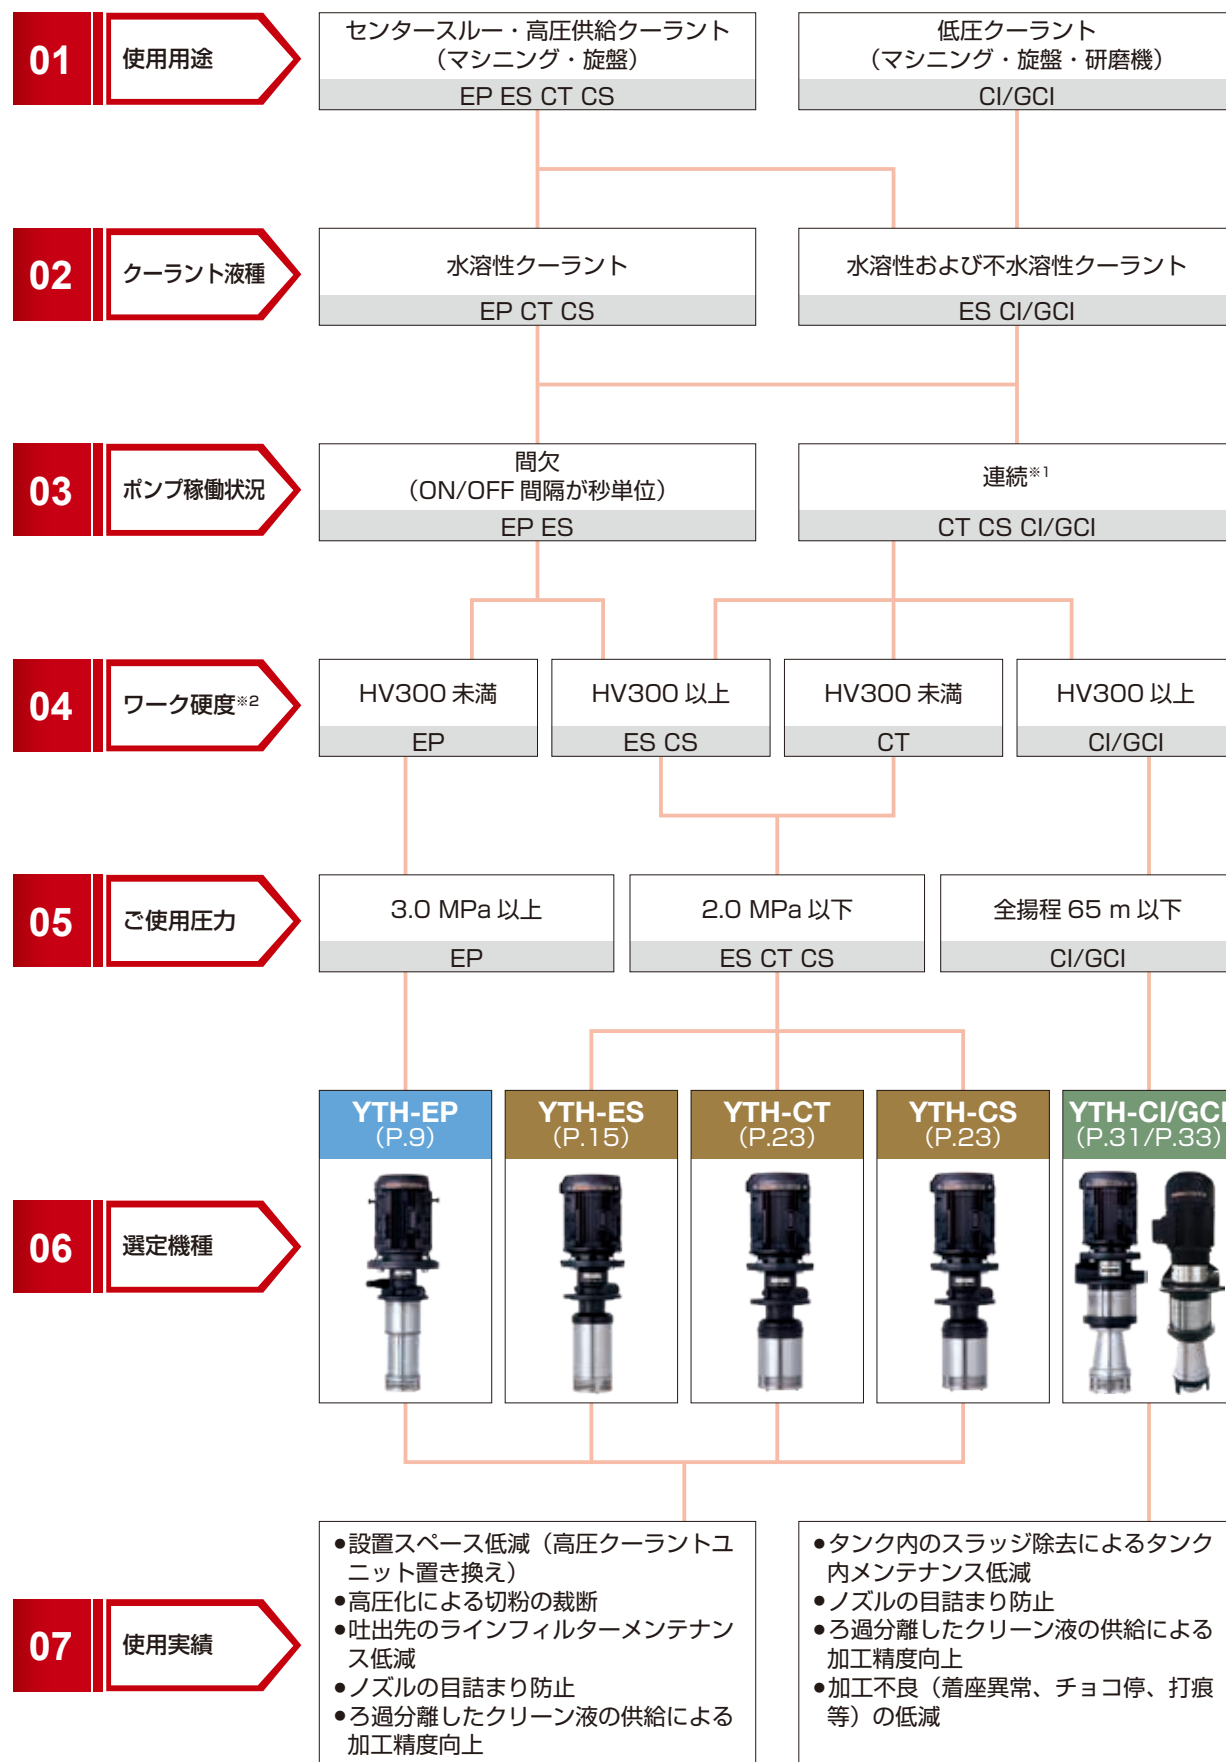 01
使用用途
センタースルー・高圧供給クーラント
（マシニング・旋盤）
EP ES CT CS
低圧クーラント
（マシニング・旋盤・研磨機）
CI/GCI
02
クーラント液種
水溶性クーラント
EP CT CS
水溶性および不水溶性クーラント
ES CI/GCI
03
ポンプ稼働状況
間欠
（ON/OFF 間隔が秒単位）
EP ES
連続※1
CT CS CI/GCI
04
ワーク硬度※2
HV300 未満
EP
HV300 以上
ES CS
HV300 未満
CT
HV300 以上
CI/GCI
05
ご使用圧力
3.0 MPa 以上
EP
2.0 MPa 以下
ES CT CS
全揚程 65 m 以下
CI/GCI
06
選定機種
YTH-EP
（P.9）
YTH-ES
（P.15）
YTH-CT
（P.23）
YTH-CS
（P.23）
YTH-CI/GCI
（P.31/P.33）
07
使用実績
●設置スペース低減（高圧クーラントユ
ニット置き換え）
●高圧化による切粉の裁断
●吐出先のラインフィルターメンテナン
ス低減
●ノズルの目詰まり防止
●ろ過分離したクリーン液の供給による
加工精度向上
●タンク内のスラッジ除去によるタンク
内メンテナンス低減
●ノズルの目詰まり防止
●ろ過分離したクリーン液の供給による
加工精度向上
●加工不良（着座異常、チョコ停、打痕
等）の低減